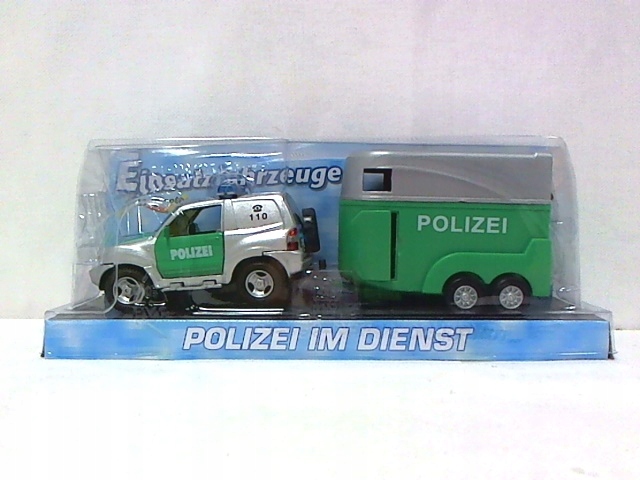 Einsatzfahrzeuge
110
POLIZEI
POLIZEI
POLIZEI IM DIENST